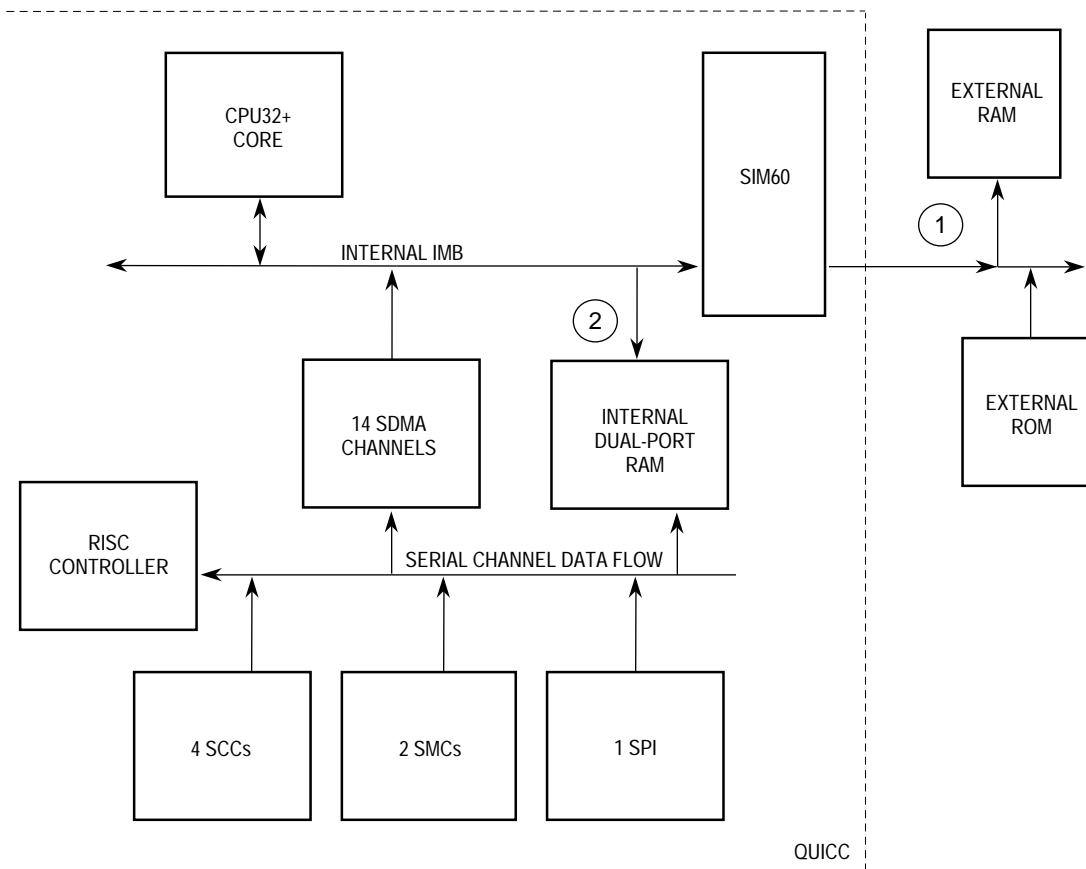 CPU32+
CORE
SIM60
EXTERNAL
RAM
1
INTERNAL IMB
2
14 SDMA
CHANNELS
INTERNAL
DUAL-PORT
RAM
EXTERNAL
ROM
RISC
CONTROLLER
SERIAL CHANNEL DATA FLOW
4 SCCs
2 SMCs
1 SPI
QUICC